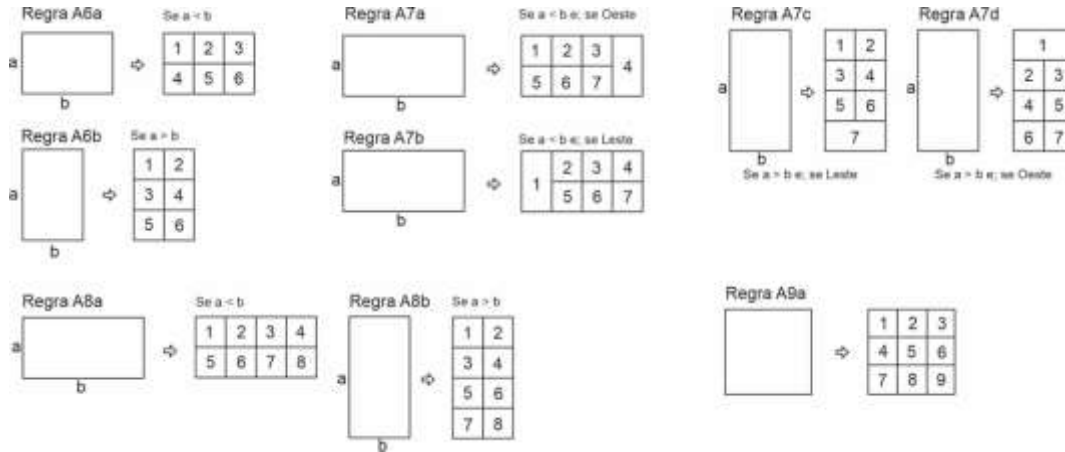 Regra A6a
Se a < b
a
b
1 2 3
4 5 6
Regra A6b
Se a > b
a
b
1 2
3 4
5 6
Regra A7a
Se a < b e; se Oeste
a
b
1 2 3 4
5 6 7
Regra A7b
Se a < b e; se Leste
a
b
1 2 3 4
5 6 7
Regra A7c
a
b
1 2
3 4
5 6
7
Se a > b e; se Leste
Regra A7d
a
b
1
2 3
4 5
6 7
Se a > b e; se Oeste
Regra A8a
Se a < b
a
b
1 2 3 4
5 6 7 8
Regra A8b
Se a > b
a
b
1 2
3 4
5 6
7 8
Regra A9a
1 2 3
4 5 6
7 8 9